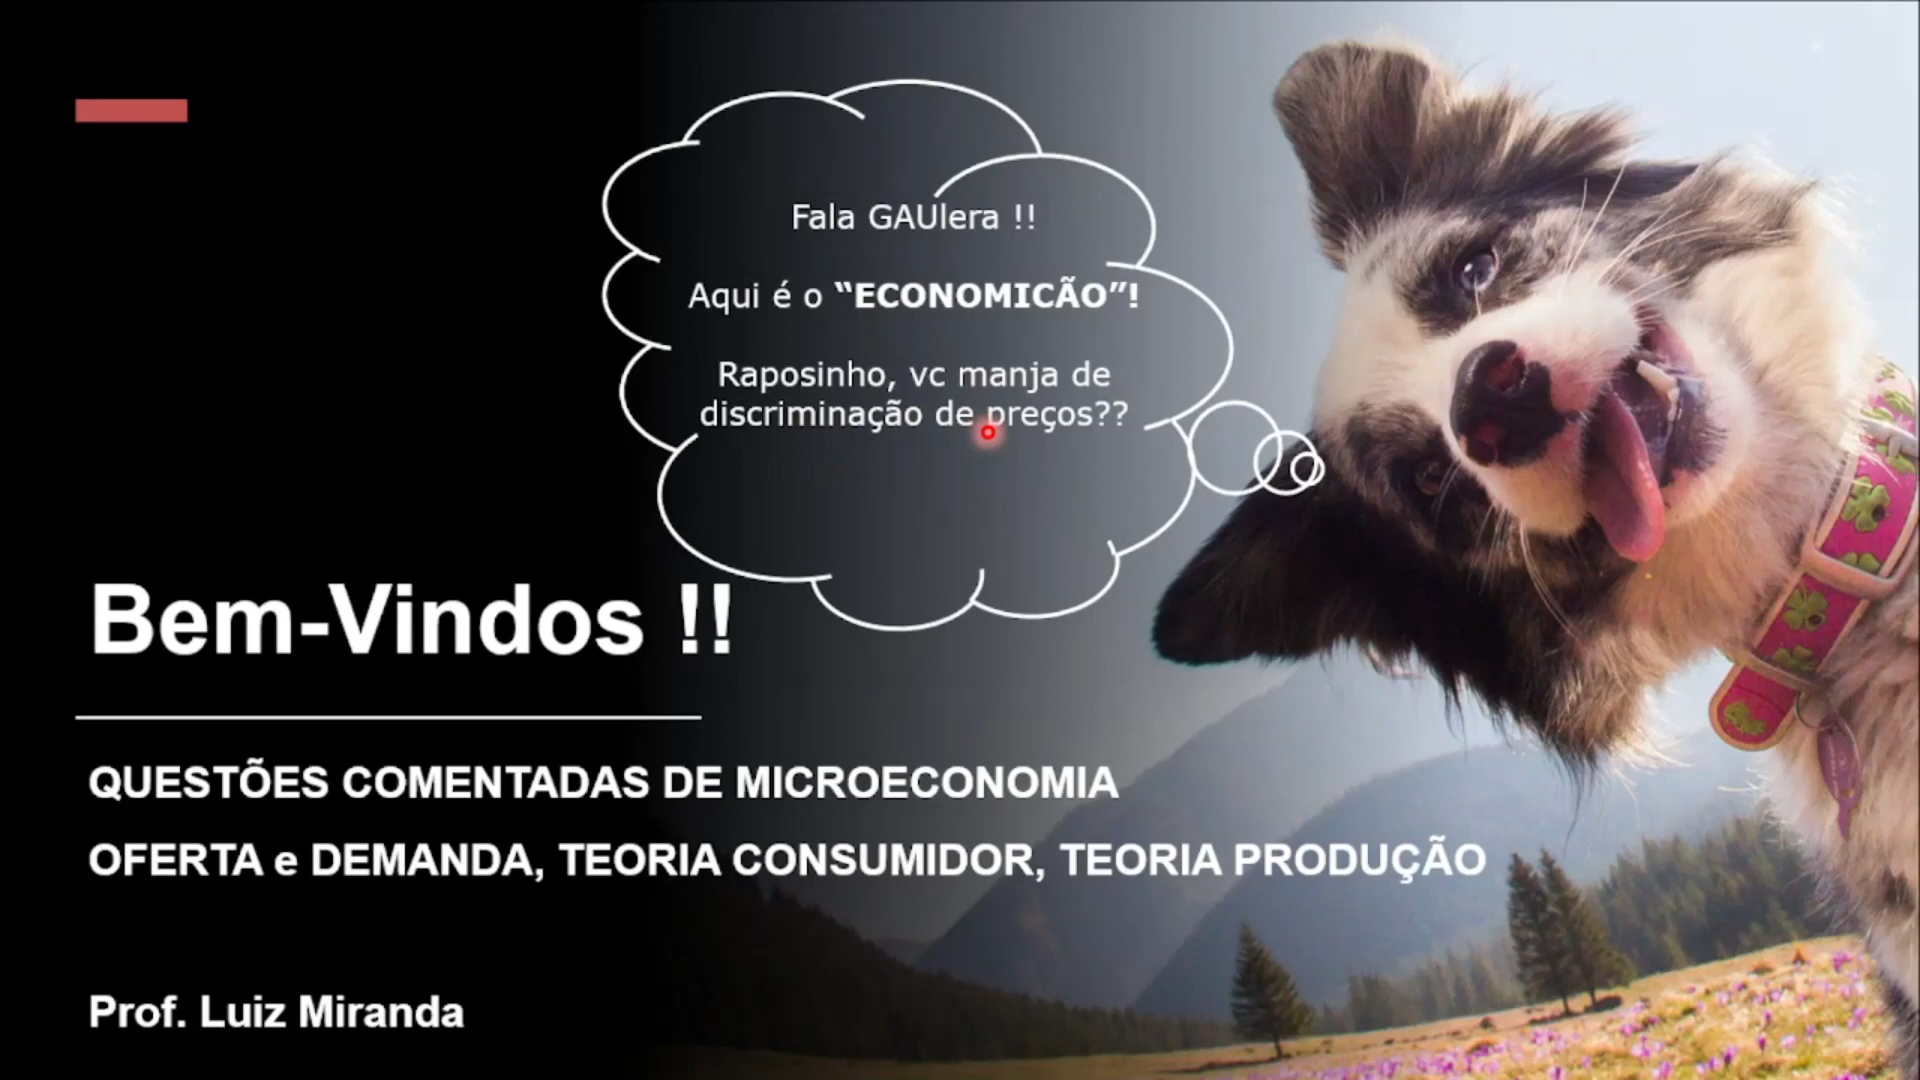 Fala GAUlera !!
Aqui é o “ECONOMICÃO”!
Raposinho, vc manja de
discriminação de preços??
Bem-Vindos !!
QUESTÕES COMENTADAS DE MICROECONOMIA
OFERTA e DEMANDA, TEORIA CONSUMIDOR, TEORIA PRODUÇÃO
Prof. Luiz Miranda